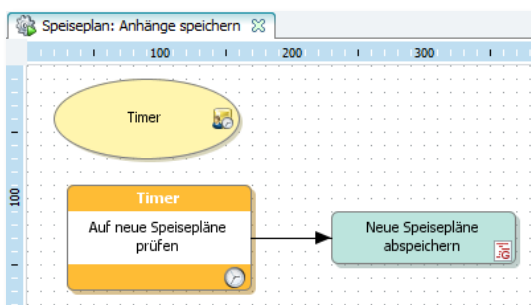 Speiseplan: Anhänge speichern
100 200 300
Timer
100
Timer
Auf neue Speisepläne
prüfen
Neue Speisepläne
abspeichern
G